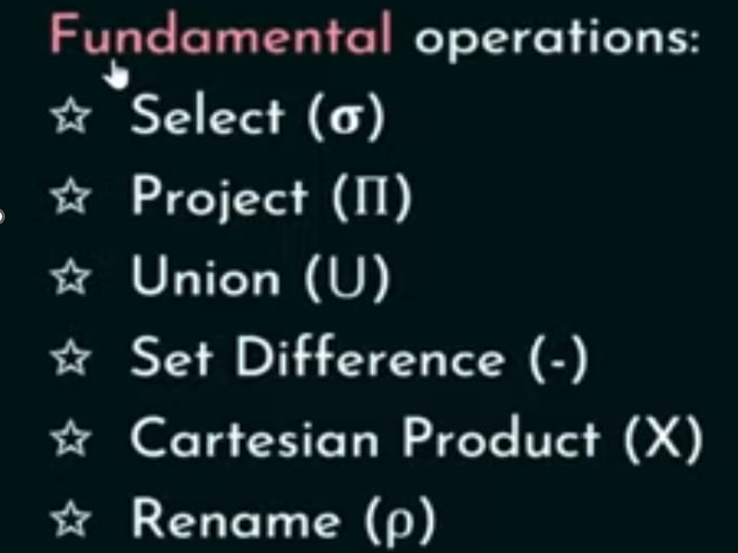 Fundamental operations:
☆ Select (σ)
☆ Project (Π)
☆ Union (U)
☆ Set Difference (-)
☆ Cartesian Product (X)
☆ Rename (ρ)